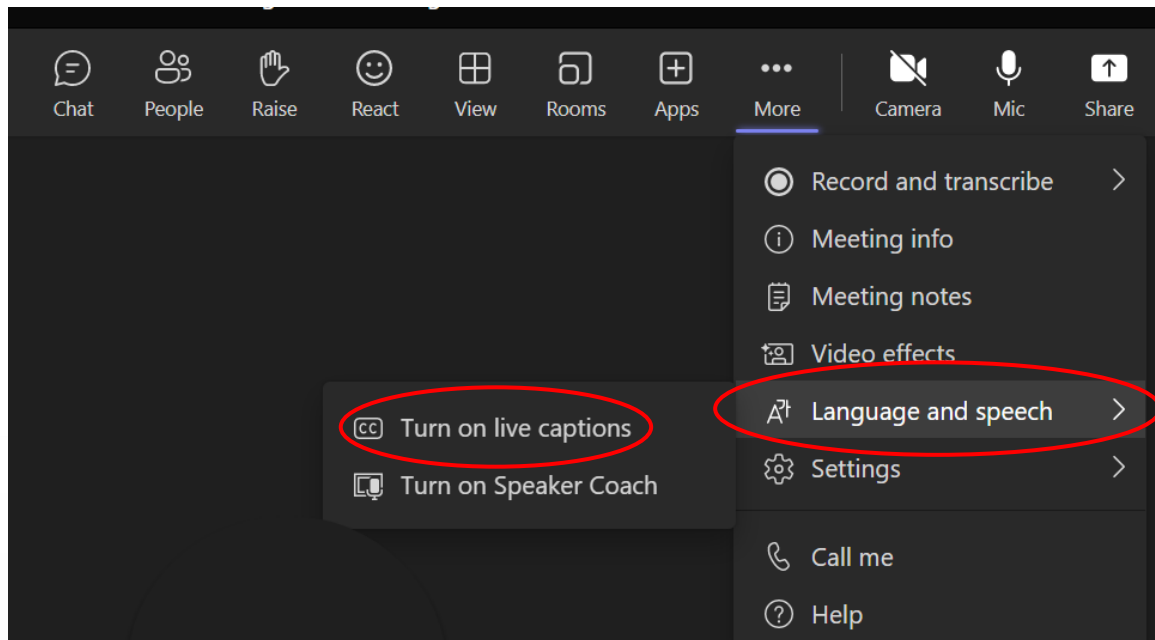 Chat People Raise React View Rooms Apps More Camera Mic Share
Record and transcribe
Meeting info
Meeting notes
Video effects
Language and speech
Turn on live captions
Turn on Speaker Coach
Settings
Call me
Help